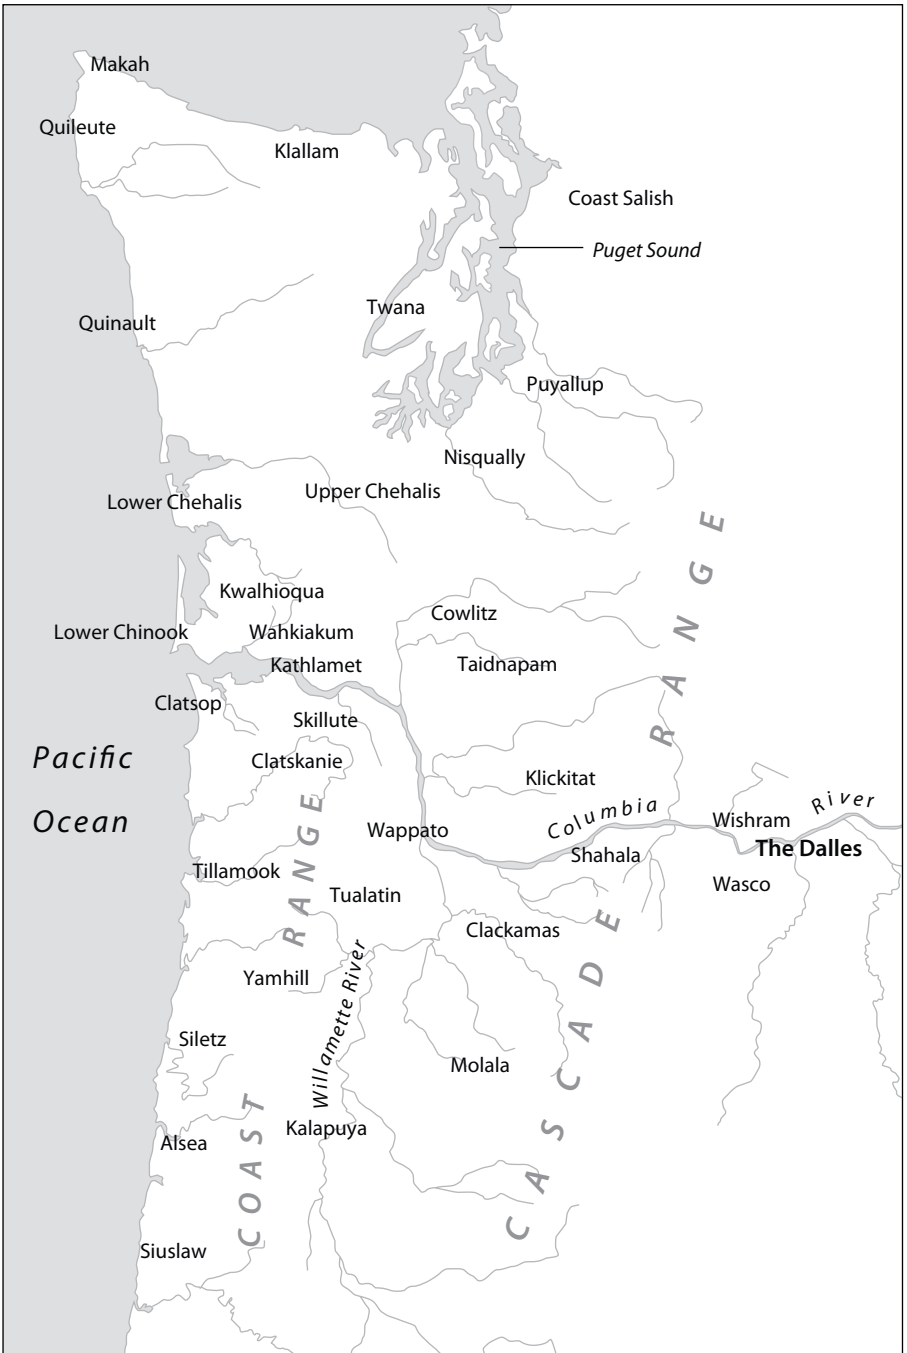 Makah
Quileute
Klallam
Coast Salish
Puget Sound
Twana
Quinault
Puyallup
Nisqually
Upper Chehalis
Lower Chehalis
Kwalhioqua
Cowlitz
Lower Chinook
Wahkiakum
Kathlamet
Taidnapam
Clatsop
Skillute
Pacific
Ocean
Clatskanie
Klickitat
Columbia River
Wishram
Wappato
The Dalles
Shahala
Tillamook
Wasco
Tualatin
Clackamas
Yamhill
Willamette River
Siletz
Molala
Kalapuya
Alsea
Siuslaw
COAST RANGE
CASCADE RANGE